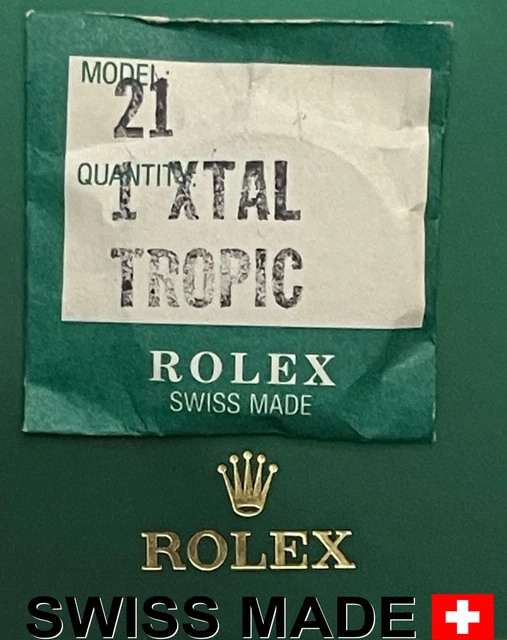 MODEL:
21
QUANTITY
1 XTAL
TROPIC
ROLEX
SWISS MADE
ROLEX
SWISS MADE